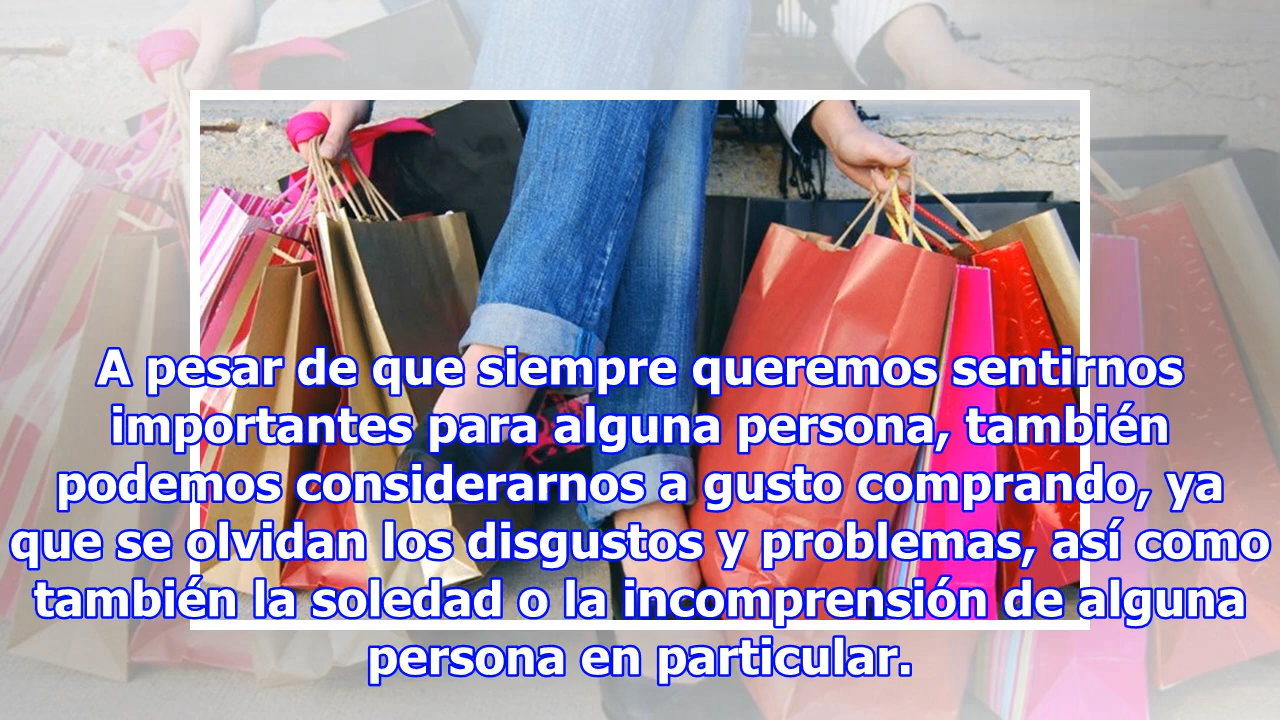 A pesar de que siempre queremos sentirnos
importantes para alguna persona, también
podemos considerarnos a gusto comprando, ya
que se olvidan los disgustos y problemas, así como
también la soledad o la incomprensión de alguna
persona en particular.